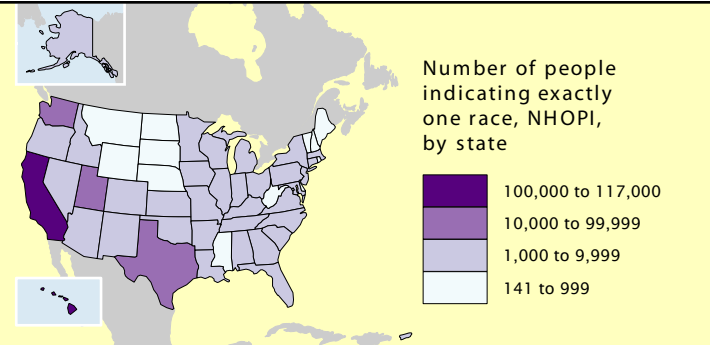 Number of people
indicating exactly
one race, NHOPI,
by state
100,000 to 117,000
10,000 to 99,999
1,000 to 9,999
141 to 999